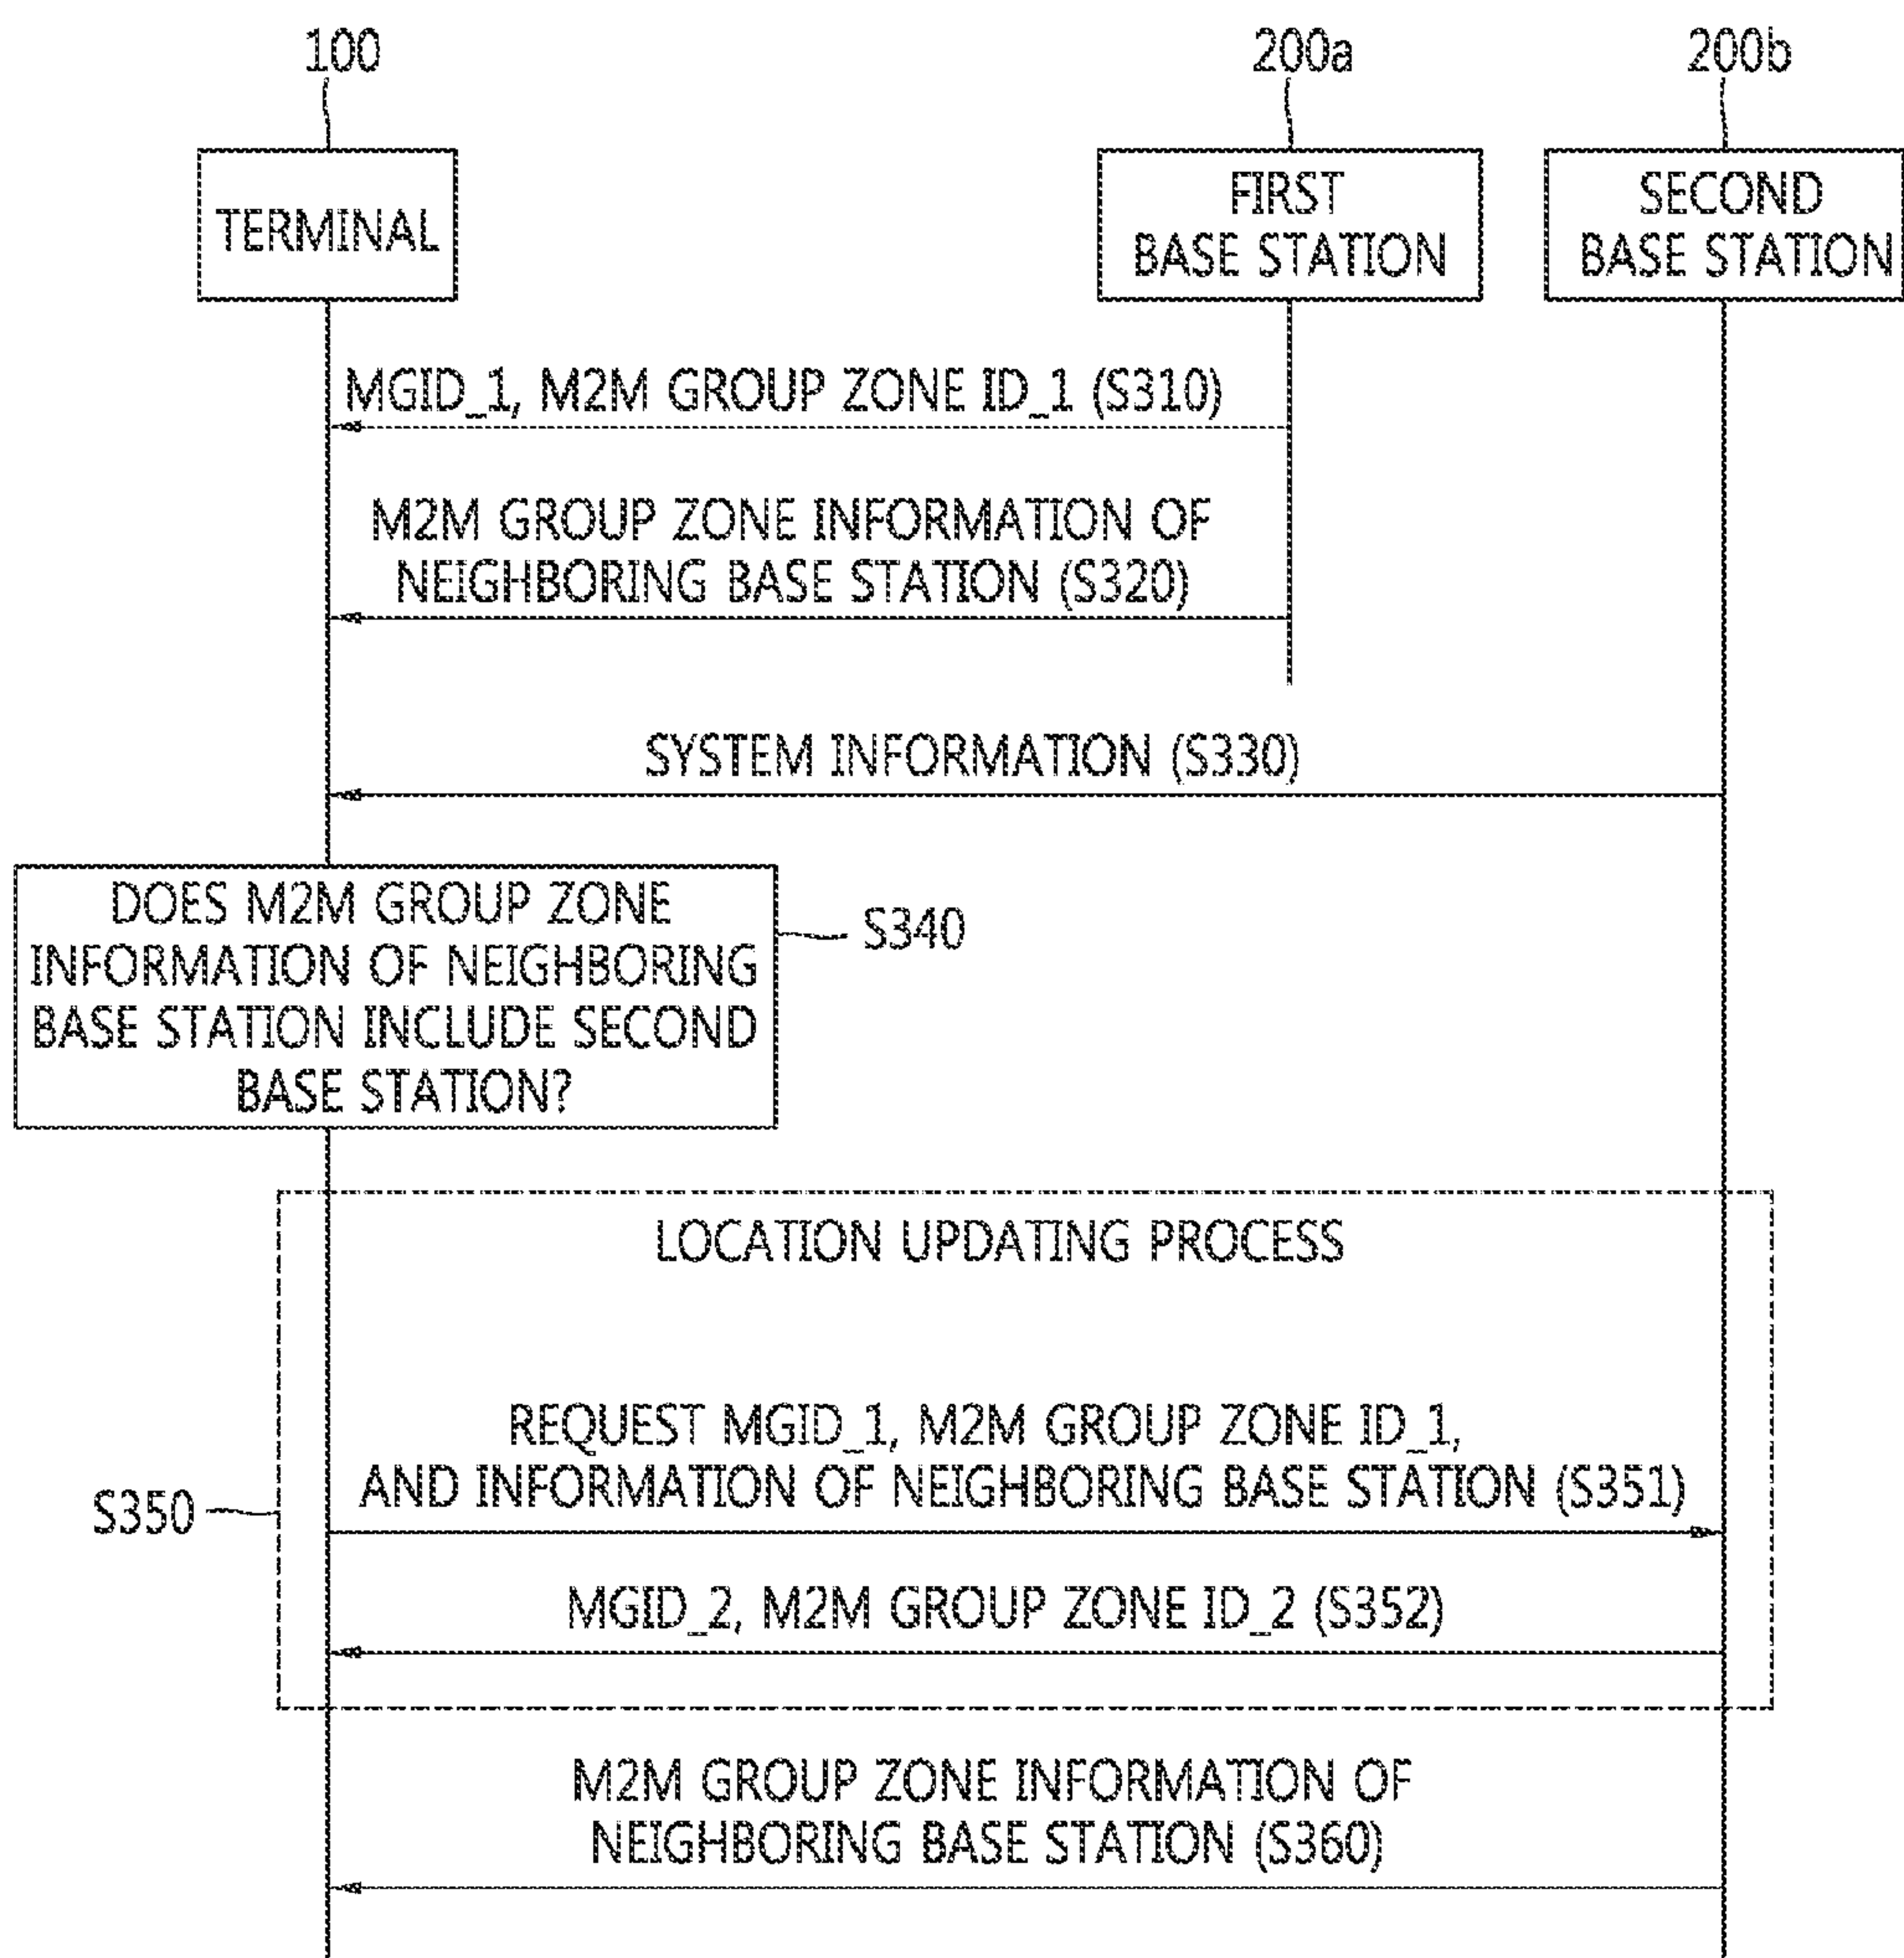 100
200a
200b
TERMINAL
FIRST
BASE STATION
SECOND
BASE STATION
MGID_1, M2M GROUP ZONE ID_1 (S310)
M2M GROUP ZONE INFORMATION OF
NEIGHBORING BASE STATION (S320)
SYSTEM INFORMATION (S330)
DOES M2M GROUP ZONE
INFORMATION OF NEIGHBORING
BASE STATION INCLUDE SECOND
BASE STATION?
S340
LOCATION UPDATING PROCESS
REQUEST MGID_1, M2M GROUP ZONE ID_1,
AND INFORMATION OF NEIGHBORING BASE STATION (S351)
S350
MGID_2, M2M GROUP ZONE ID_2 (S352)
M2M GROUP ZONE INFORMATION OF
NEIGHBORING BASE STATION (S360)